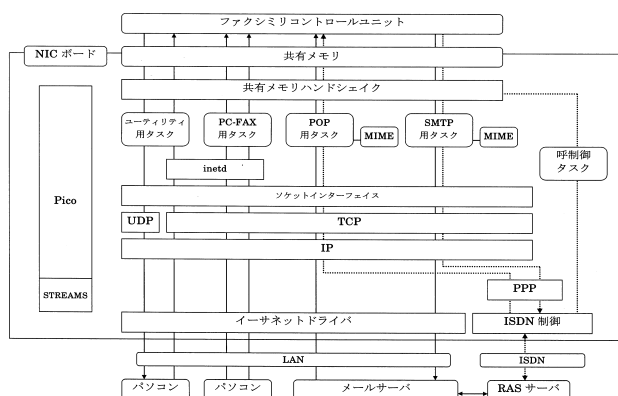 ファクシミリコントロールユニット
NIC ボード
共有メモリ
共有メモリハンドシェイク
ユーティリティ
用タスク
PC-FAX
用タスク
POP
用タスク
MIME
SMTP
用タスク
MIME
呼制御
タスク
inetd
Pico
ソケットインターフェイス
UDP
TCP
IP
STREAMS
PPP
イーサネットドライバ
ISDN 制御
LAN
ISDN
パソコン
パソコン
メールサーバ
RAS サーバ